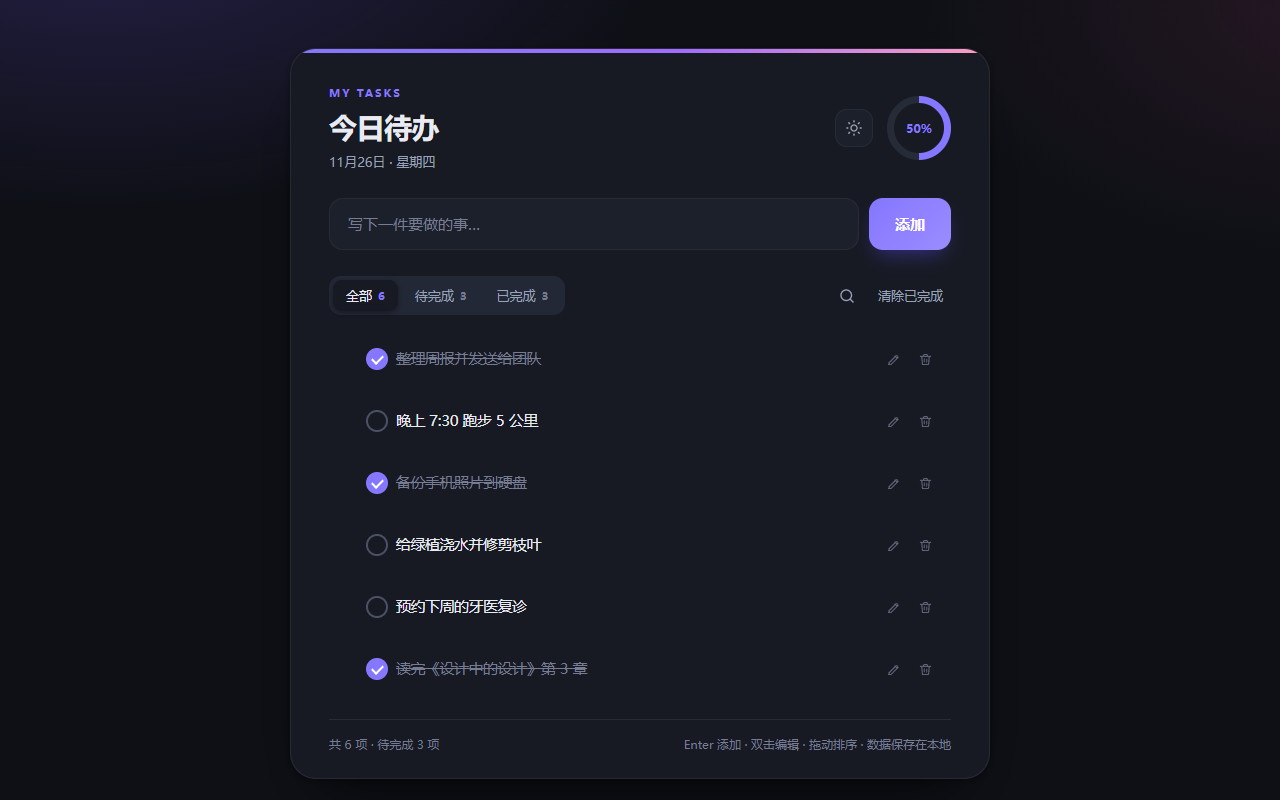 MY TASKS
今日待办
11月26日 · 星期四
50%
写下一件要做的事...
添加
全部 6
待完成 3
已完成 3
清除已完成
整理周报并发送给团队
晚上 7:30 跑步 5 公里
备份手机照片到硬盘
给绿植浇水并修剪枝叶
预约下周的牙医复诊
读完《设计中的设计》第 3 章
共 6 项 · 待完成 3 项
Enter 添加 · 双击编辑 · 拖动排序 · 数据保存在本地